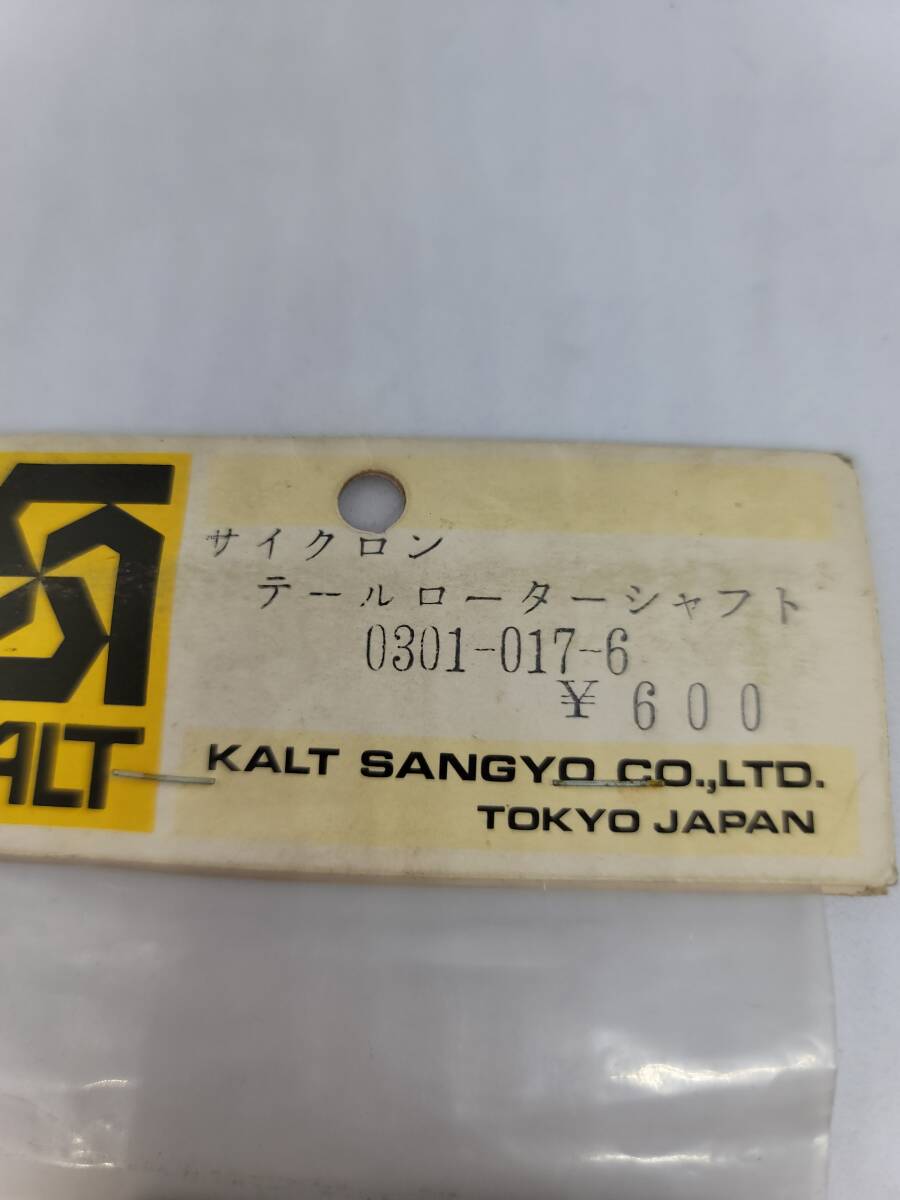 サイクロン
テールローターシャフト
0301-017-6
¥ 600
KALT SANGYO CO.,LTD.
TOKYO JAPAN
ALT